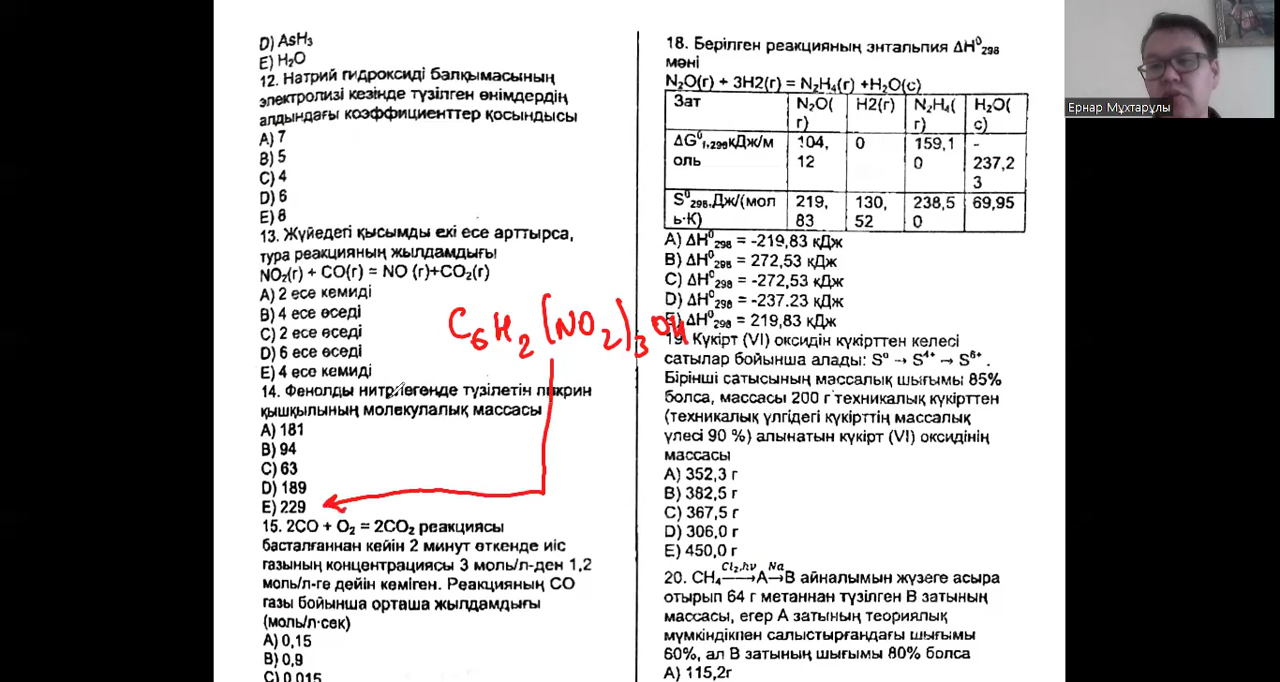 D) AsH₃
E) H₂O
12. Натрий гидроксиді балқымасының
электролизі кезінде түзілген өнімдердің
алдындағы коэффициенттер қосындысы
A) 7
B) 5
C) 4
D) 6
E) 8
13. Жүйедегі қысымды екі есе арттырса,
тура реакцияның жылдамдығы
NO₂(г) + CO(г) = NO (г)+CO₂(г)
A) 2 есе кемиді
B) 4 есе өседі
C) 2 есе өседі
D) 6 есе өседі
E) 4 есе кемиді
C₆H₂(NO₂)₃OH
14. Фенолды нитрлегенде түзілетін пикрин
қышқылының молекулалық массасы
A) 181
B) 94
C) 63
D) 189
E) 229
15. 2CO + O₂ = 2CO₂ реакциясы
басталғаннан кейін 2 минут өткенде иіс
газының концентрациясы 3 моль/л-ден 1,2
моль/л-ге дейін кеміген. Реакцияның CO
газы бойынша орташа жылдамдығы
(моль/л·сек)
A) 0,15
B) 0,9
C) 0,015
18. Берілген реакцияның энтальпия ΔH⁰₂₉₈
мәні
N₂O(г) + 3H2(г) = N₂H₄(г) +H₂O(с)
Зат N₂O(г) H2(г) N₂H₄(г) H₂O(с)
ΔG⁰₁,₂₉₈кДж/моль 104,12 0 159,10 -237,23
S⁰₂₉₈,Дж/(моль·К) 219,83 130,52 238,50 69,95
A) ΔH⁰₂₉₈ = -219,83 кДж
B) ΔH⁰₂₉₈ = 272,53 кДж
C) ΔH⁰₂₉₈ = -272,53 кДж
D) ΔH⁰₂₉₈ = -237.23 кДж
E) ΔH⁰₂₉₈ = 219,83 кДж
19. Күкірт (VI) оксидін күкірттен келесі
сатылар бойынша алады: S⁰ → S⁴⁺ → S⁶⁺.
Бірінші сатысының массалық шығымы 85%
болса, массасы 200 г техникалық күкірттен
(техникалық үлгідегі күкірттің массалық
үлесі 90 %) алынатын күкірт (VI) оксидінің
массасы
A) 352,3 г
B) 382,5 г
C) 367,5 г
D) 306,0 г
E) 450,0 г
20. CH₄ —Cl₂,hν→ A —Na→ B айналымын жүзеге асыра
отырып 64 г метаннан түзілген B затының
массасы, егер A затының теориялық
мүмкіндікпен салыстырғандағы шығымы
60%, ал B затының шығымы 80% болса
A) 115,2г
Ернар Мұхтарұлы